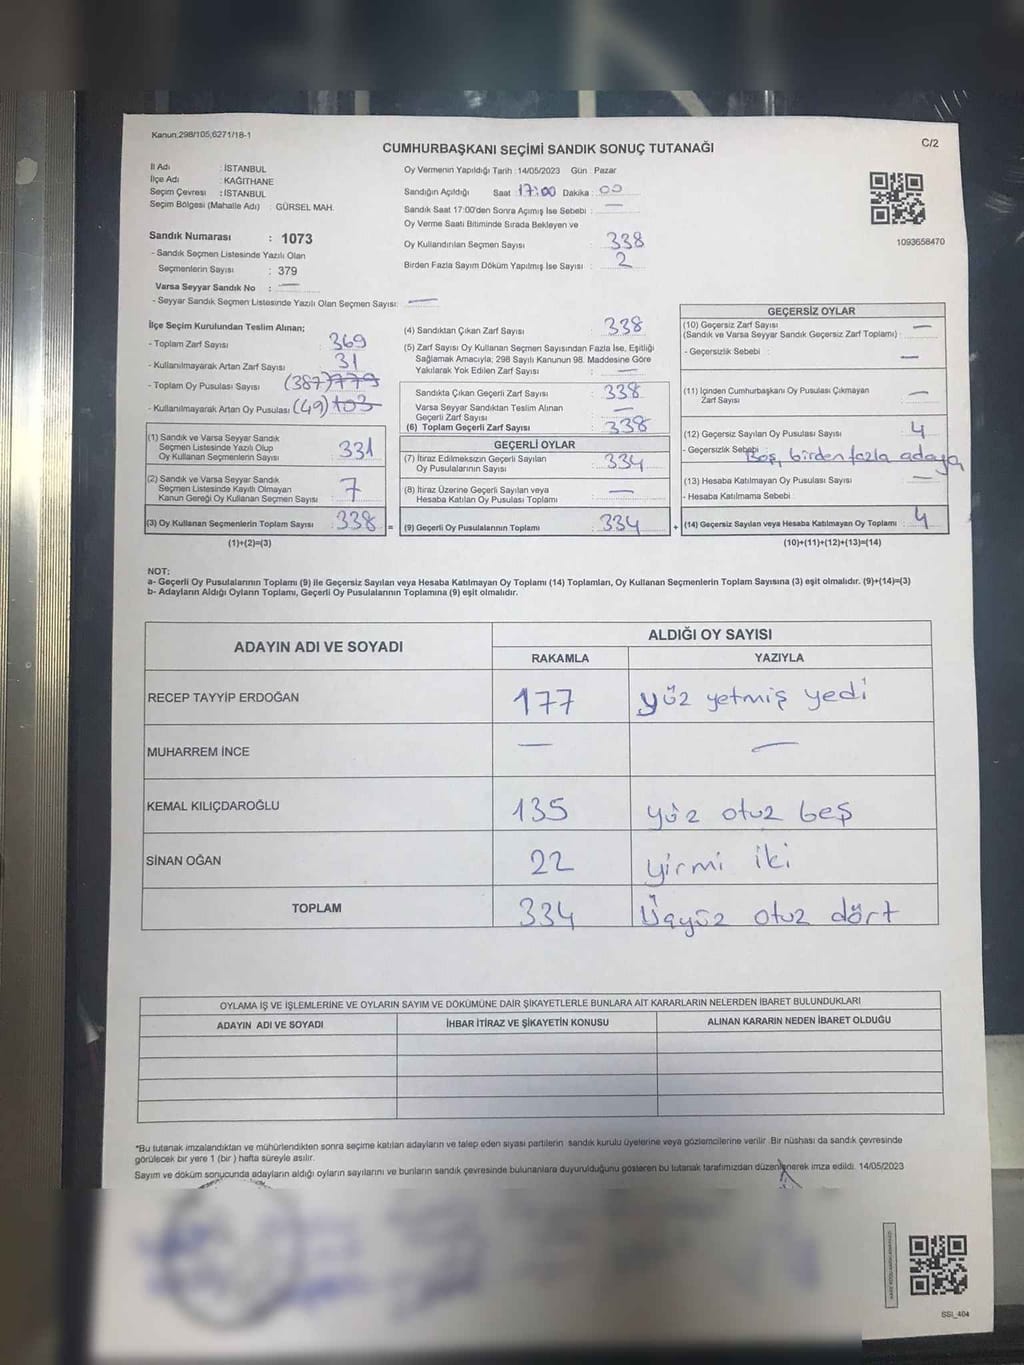 Kanun,298/105,6271/18-1
C/2
CUMHURBAŞKANI SEÇİMİ SANDIK SONUÇ TUTANAĞI
İl Adı : İSTANBUL
İlçe Adı : KAĞITHANE
Seçim Çevresi : İSTANBUL
Seçim Bölgesi (Mahalle Adı) : GÜRSEL MAH.
Sandık Numarası : 1073
- Sandık Seçmen Listesinde Yazılı Olan
Seçmenlerin Sayısı : 379
Varsa Seyyar Sandık No : —
- Seyyar Sandık Seçmen Listesinde Yazılı Olan Seçmen Sayısı: —
Oy Vermenin Yapıldığı Tarih : 14/05/2023 Gün : Pazar
Sandığın Açıldığı Saat : 17:00 Dakika : 00
Sandık Saat 17:00'den Sonra Açımış İse Sebebi : —
Oy Verme Saati Bitiminde Sırada Bekleyen ve
Oy Kullandırılan Seçmen Sayısı : 338
Birden Fazla Sayım Döküm Yapılmış İse Sayısı : 2
1093658470
İlçe Seçim Kurulundan Teslim Alınan;
- Toplam Zarf Sayısı : 369
- Kullanılmayarak Artan Zarf Sayısı : 31
- Toplam Oy Pusulası Sayısı : (387) 779
- Kullanılmayarak Artan Oy Pusulası : (49) 103
(1) Sandık ve Varsa Seyyar Sandık
Seçmen Listesinde Yazılı Olup
Oy Kullanan Seçmenlerin Sayısı 331
(2) Sandık ve Varsa Seyyar Sandık
Seçmen Listesinde Kayıtlı Olmayan
Kanun Gereği Oy Kullanan Seçmen Sayısı 7
(3) Oy Kullanan Seçmenlerin Toplam Sayısı 338 =
(1)+(2)=(3)
(4) Sandıktan Çıkan Zarf Sayısı : 338
(5) Zarf Sayısı Oy Kullanan Seçmen Sayısından Fazla İse, Eşitliği
Sağlamak Amacıyla; 298 Sayılı Kanunun 98. Maddesine Göre
Yakılarak Yok Edilen Zarf Sayısı : —
Sandıkta Çıkan Geçerli Zarf Sayısı : 338
Varsa Seyyar Sandıktan Teslim Alınan
Geçerli Zarf Sayısı : —
(6) Toplam Geçerli Zarf Sayısı : 338
GEÇERLİ OYLAR
(7) İtiraz Edilmeksizin Geçerli Sayılan
Oy Pusulalarının Sayısı : 334
(8) İtiraz Üzerine Geçerli Sayılan veya
Hesaba Katılan Oy Pusulası Toplamı : —
(9) Geçerli Oy Pusulalarının Toplamı : 334 +
GEÇERSİZ OYLAR
(10) Geçersiz Zarf Sayısı
(Sandık ve Varsa Seyyar Sandık Geçersiz Zarf Toplamı) : —
- Geçersizlik Sebebi : —
(11) İçinden Cumhurbaşkanı Oy Pusulası Çıkmayan
Zarf Sayısı : —
(12) Geçersiz Sayılan Oy Pusulası Sayısı : 4
- Geçersizlik Sebebi Boş, birden fazla adaya
(13) Hesaba Katılmayan Oy Pusulası Sayısı : —
- Hesaba Katılmama Sebebi :
(14) Geçersiz Sayılan veya Hesaba Katılmayan Oy Toplamı : 4
(10)+(11)+(12)+(13)=(14)
NOT:
a- Geçerli Oy Pusulalarının Toplamı (9) ile Geçersiz Sayılan veya Hesaba Katılmayan Oy Toplamı (14) Toplamları, Oy Kullanan Seçmenlerin Toplam Sayısına (3) eşit olmalıdır. (9)+(14)=(3)
b- Adayların Aldığı Oyların Toplamı, Geçerli Oy Pusulalarının Toplamına (9) eşit olmalıdır.
ADAYIN ADI VE SOYADI ALDIĞI OY SAYISI
RAKAMLA YAZIYLA
RECEP TAYYİP ERDOĞAN 177 yüz yetmiş yedi
MUHARREM İNCE — —
KEMAL KILIÇDAROĞLU 135 yüz otuz beş
SİNAN OĞAN 22 yirmi iki
TOPLAM 334 Üçyüz otuz dört
OYLAMA İŞ VE İŞLEMLERİNE VE OYLARIN SAYIM VE DÖKÜMÜNE DAİR ŞİKAYETLERLE BUNLARA AİT KARARLARIN NELERDEN İBARET BULUNDUKLARI
ADAYIN ADI VE SOYADI İHBAR İTİRAZ VE ŞİKAYETİN KONUSU ALINAN KARARIN NEDEN İBARET OLDUĞU
*Bu tutanak imzalandıktan ve mühürlendikten sonra seçime katılan adayların ve talep eden siyasi partilerin sandık kurulu üyelerine veya gözlemcilerine verilir. Bir nüshası da sandık çevresinde
görülecek bir yere 1 (bir ) hafta süreyle asılır.
Sayım ve döküm sonucunda adayların aldığı oyların sayılarını ve bunların sandık çevresinde bulunanlara duyurulduğunu gösteren bu tutanak tarafımızdan düzenlenerek imza edildi. 14/05/2023
SSI_404